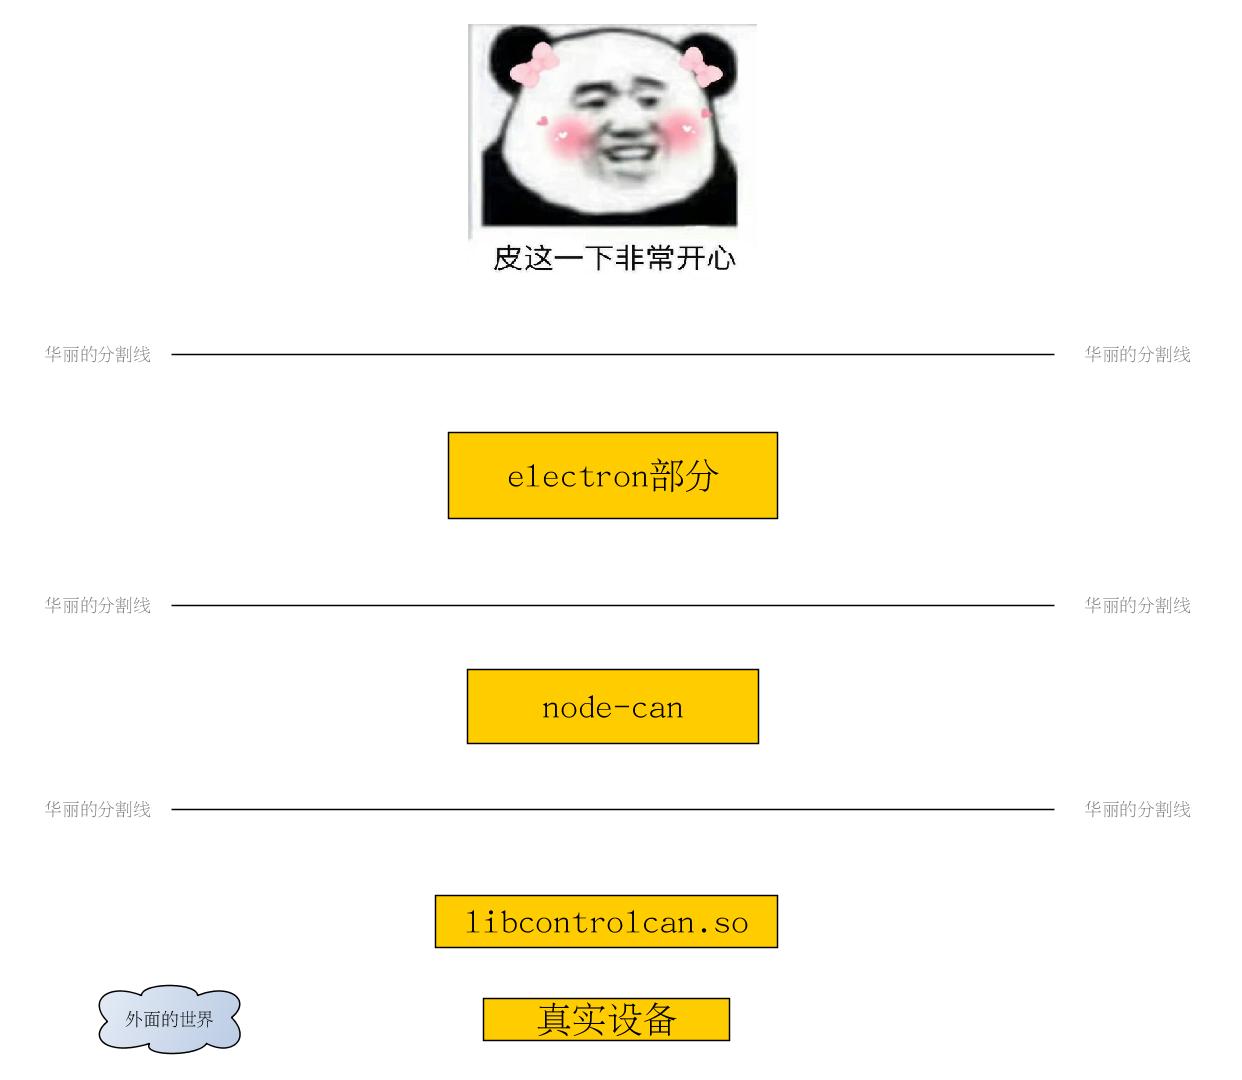 皮这一下非常开心
华丽的分割线 华丽的分割线
electron部分
华丽的分割线 华丽的分割线
node-can
华丽的分割线 华丽的分割线
libcontrolcan.so
外面的世界
真实设备